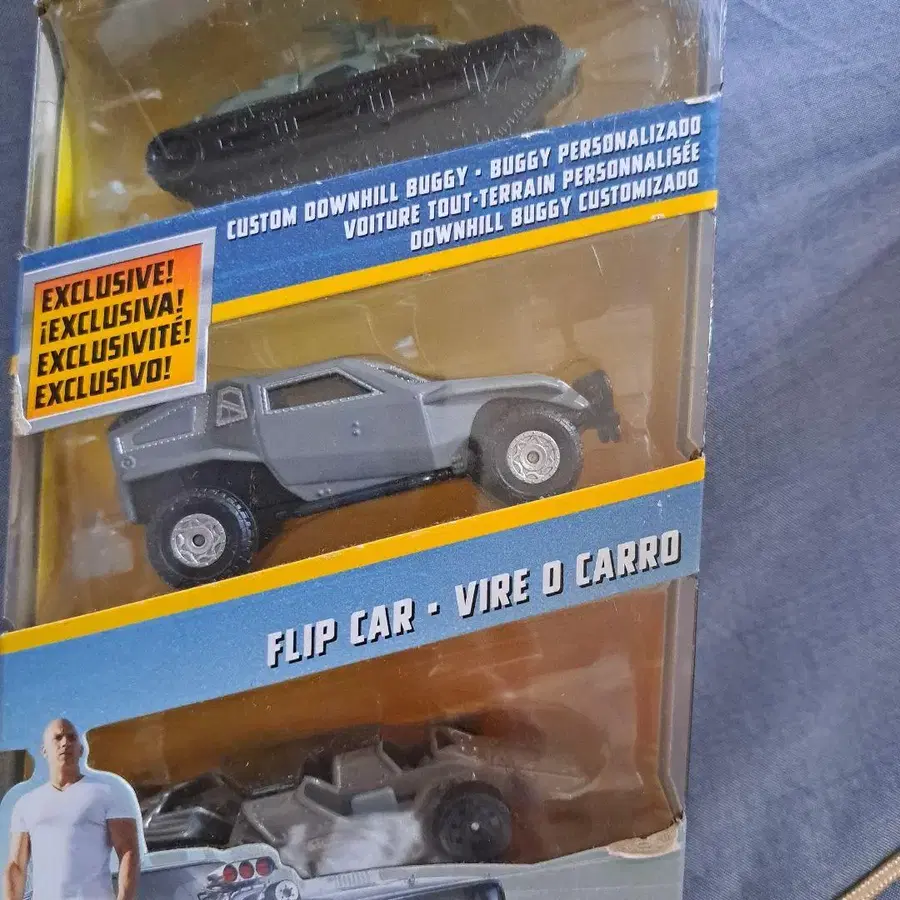 CUSTOM DOWNHILL BUGGY • BUGGY PERSONALIZADO
VOITURE TOUT-TERRAIN PERSONNALISÉE
DOWNHILL BUGGY CUSTOMIZADO
EXCLUSIVE!
¡EXCLUSIVA!
EXCLUSIVITÉ!
EXCLUSIVO!
FLIP CAR • VIRE O CARRO